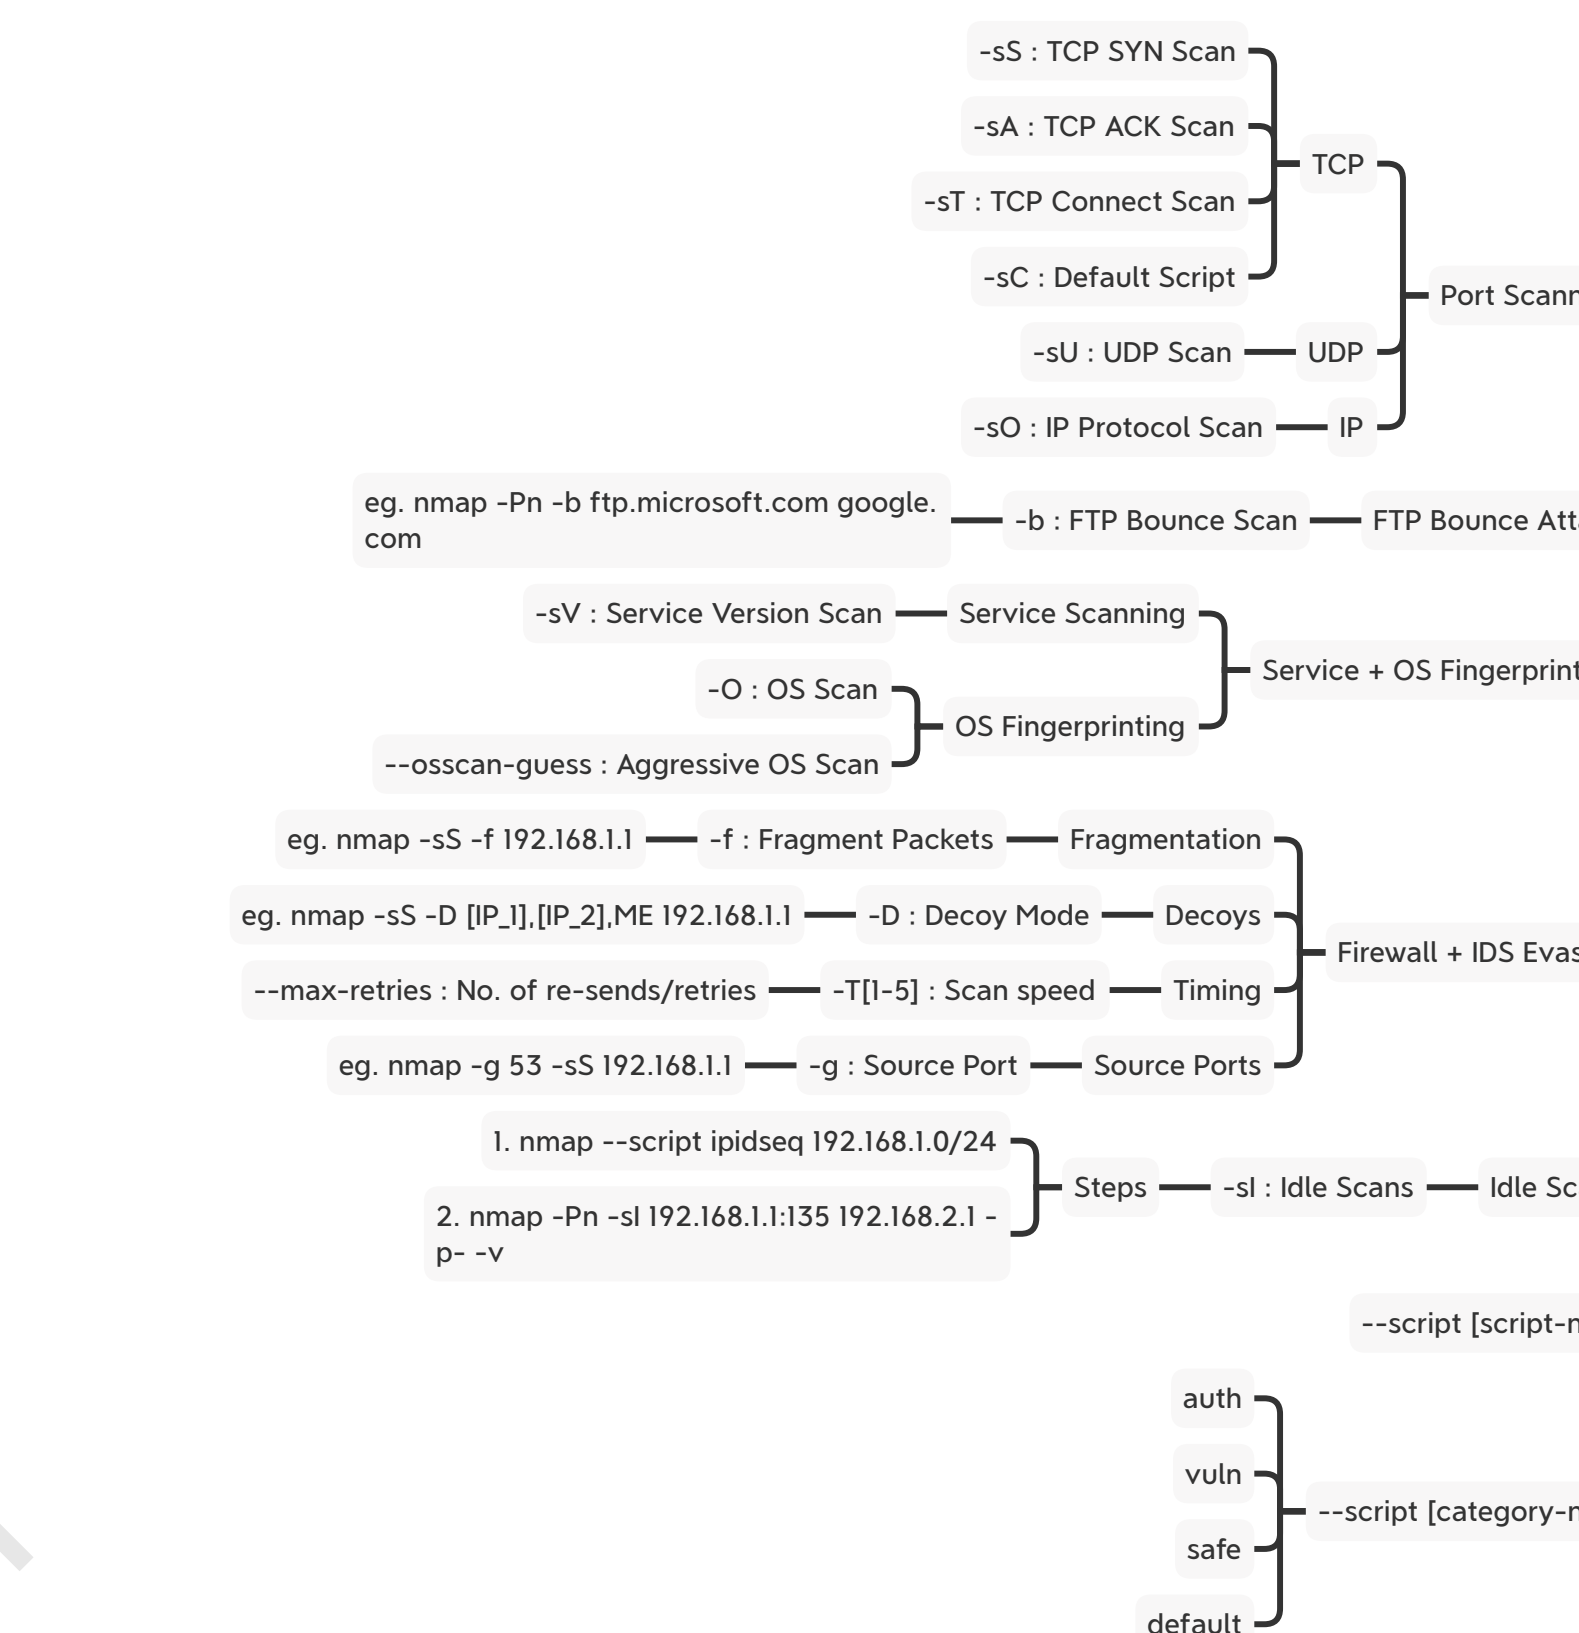 -sS : TCP SYN Scan
-sA : TCP ACK Scan
TCP
-sT : TCP Connect Scan
-sC : Default Script
Port Scann
-sU : UDP Scan
UDP
-sO : IP Protocol Scan
IP
eg. nmap -Pn -b ftp.microsoft.com google.
com
-b : FTP Bounce Scan
FTP Bounce Att
-sV : Service Version Scan
Service Scanning
Service + OS Fingerprint
-O : OS Scan
OS Fingerprinting
--osscan-guess : Aggressive OS Scan
eg. nmap -sS -f 192.168.1.1
-f : Fragment Packets
Fragmentation
eg. nmap -sS -D [IP_1],[IP_2],ME 192.168.1.1
-D : Decoy Mode
Decoys
Firewall + IDS Evas
--max-retries : No. of re-sends/retries
-T[1-5] : Scan speed
Timing
eg. nmap -g 53 -sS 192.168.1.1
-g : Source Port
Source Ports
1. nmap --script ipidseq 192.168.1.0/24
Steps
-sI : Idle Scans
Idle Sc
2. nmap -Pn -sI 192.168.1.1:135 192.168.2.1 -
p- -v
--script [script-n
auth
vuln
--script [category-n
safe
default